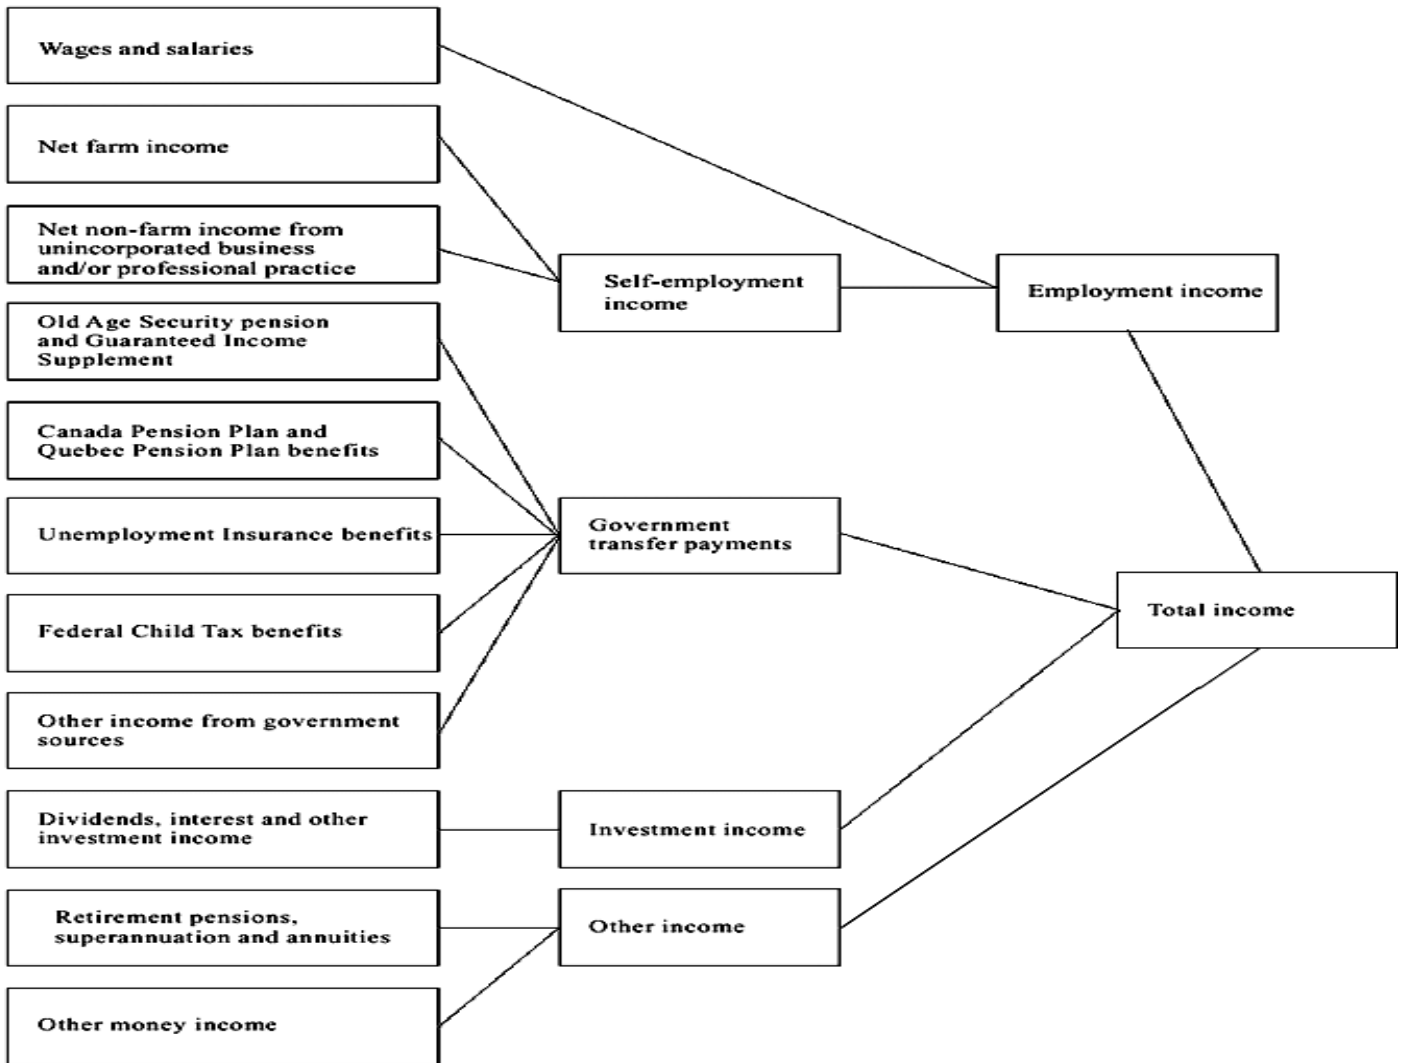 Wages and salaries
Net farm income
Net non-farm income from
unincorporated business
and/or professional practice
Self-employment
income
Employment income
Old Age Security pension
and Guaranteed Income
Supplement
Canada Pension Plan and
Quebec Pension Plan benefits
Unemployment Insurance benefits
Government
transfer payments
Total income
Federal Child Tax benefits
Other income from government
sources
Dividends, interest and other
investment income
Investment income
Retirement pensions,
superannuation and annuities
Other income
Other money income